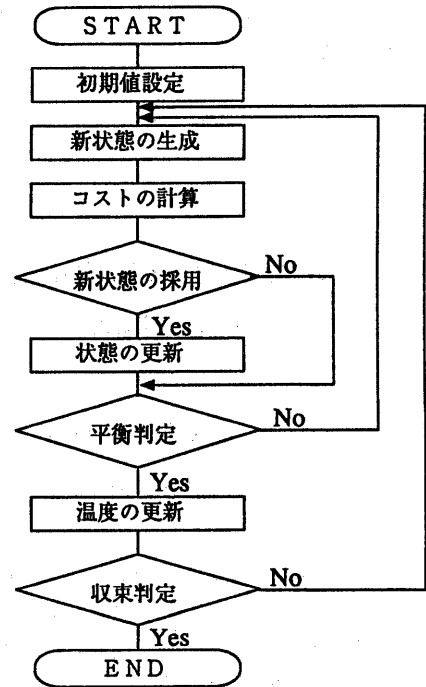 START
初期値設定
新状態の生成
コストの計算
新状態の採用
No
Yes
状態の更新
平衡判定
No
Yes
温度の更新
収束判定
No
Yes
END